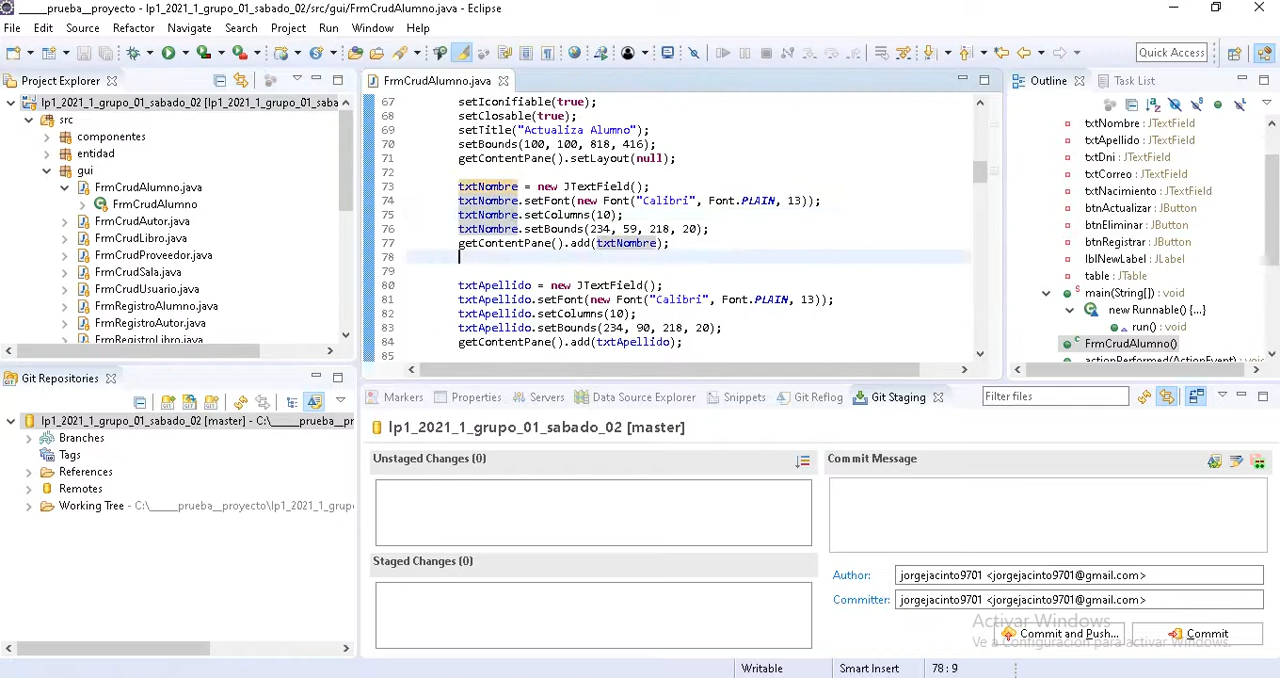 _____prueba__proyecto - lp1_2021_1_grupo_01_sabado_02/src/gui/FrmCrudAlumno.java - Eclipse
File Edit Source Refactor Navigate Search Project Run Window Help
Quick Access
Project Explorer
lp1_2021_1_grupo_01_sabado_02 [lp1_2021_1_grupo_01_saba
src
componentes
entidad
gui
FrmCrudAlumno.java
FrmCrudAlumno
FrmCrudAutor.java
FrmCrudLibro.java
FrmCrudProveedor.java
FrmCrudSala.java
FrmCrudUsuario.java
FrmRegistroAlumno.java
FrmRegistroAutor.java
FrmRegistroLibro.java
FrmCrudAlumno.java
67 setIconifiable(true);
68 setClosable(true);
69 setTitle("Actualiza Alumno");
70 setBounds(100, 100, 818, 416);
71 getContentPane().setLayout(null);
72
73 txtNombre = new JTextField();
74 txtNombre.setFont(new Font("Calibri", Font.PLAIN, 13));
75 txtNombre.setColumns(10);
76 txtNombre.setBounds(234, 59, 218, 20);
77 getContentPane().add(txtNombre);
78
79
80 txtApellido = new JTextField();
81 txtApellido.setFont(new Font("Calibri", Font.PLAIN, 13));
82 txtApellido.setColumns(10);
83 txtApellido.setBounds(234, 90, 218, 20);
84 getContentPane().add(txtApellido);
85
Outline Task List
txtNombre : JTextField
txtApellido : JTextField
txtDni : JTextField
txtCorreo : JTextField
txtNacimiento : JTextField
btnActualizar : JButton
btnEliminar : JButton
btnRegistrar : JButton
lblNewLabel : JLabel
table : JTable
main(String[]) : void
new Runnable() {...}
run() : void
FrmCrudAlumno()
actionPerformed(ActionEvent) : void
Git Repositories
lp1_2021_1_grupo_01_sabado_02 [master] - C:\_____prueba__pr
Branches
Tags
References
Remotes
Working Tree - C:\_____prueba__proyecto\lp1_2021_1_grupo
Markers Properties Servers Data Source Explorer Snippets Git Reflog Git Staging
Filter files
lp1_2021_1_grupo_01_sabado_02 [master]
Unstaged Changes (0)
Staged Changes (0)
Commit Message
Author: jorgejacinto9701 <jorgejacinto9701@gmail.com>
Committer: jorgejacinto9701 <jorgejacinto9701@gmail.com>
Activar Windows
Ve a Configuración para activar Windows.
Commit and Push... Commit
Writable Smart Insert 78 : 9